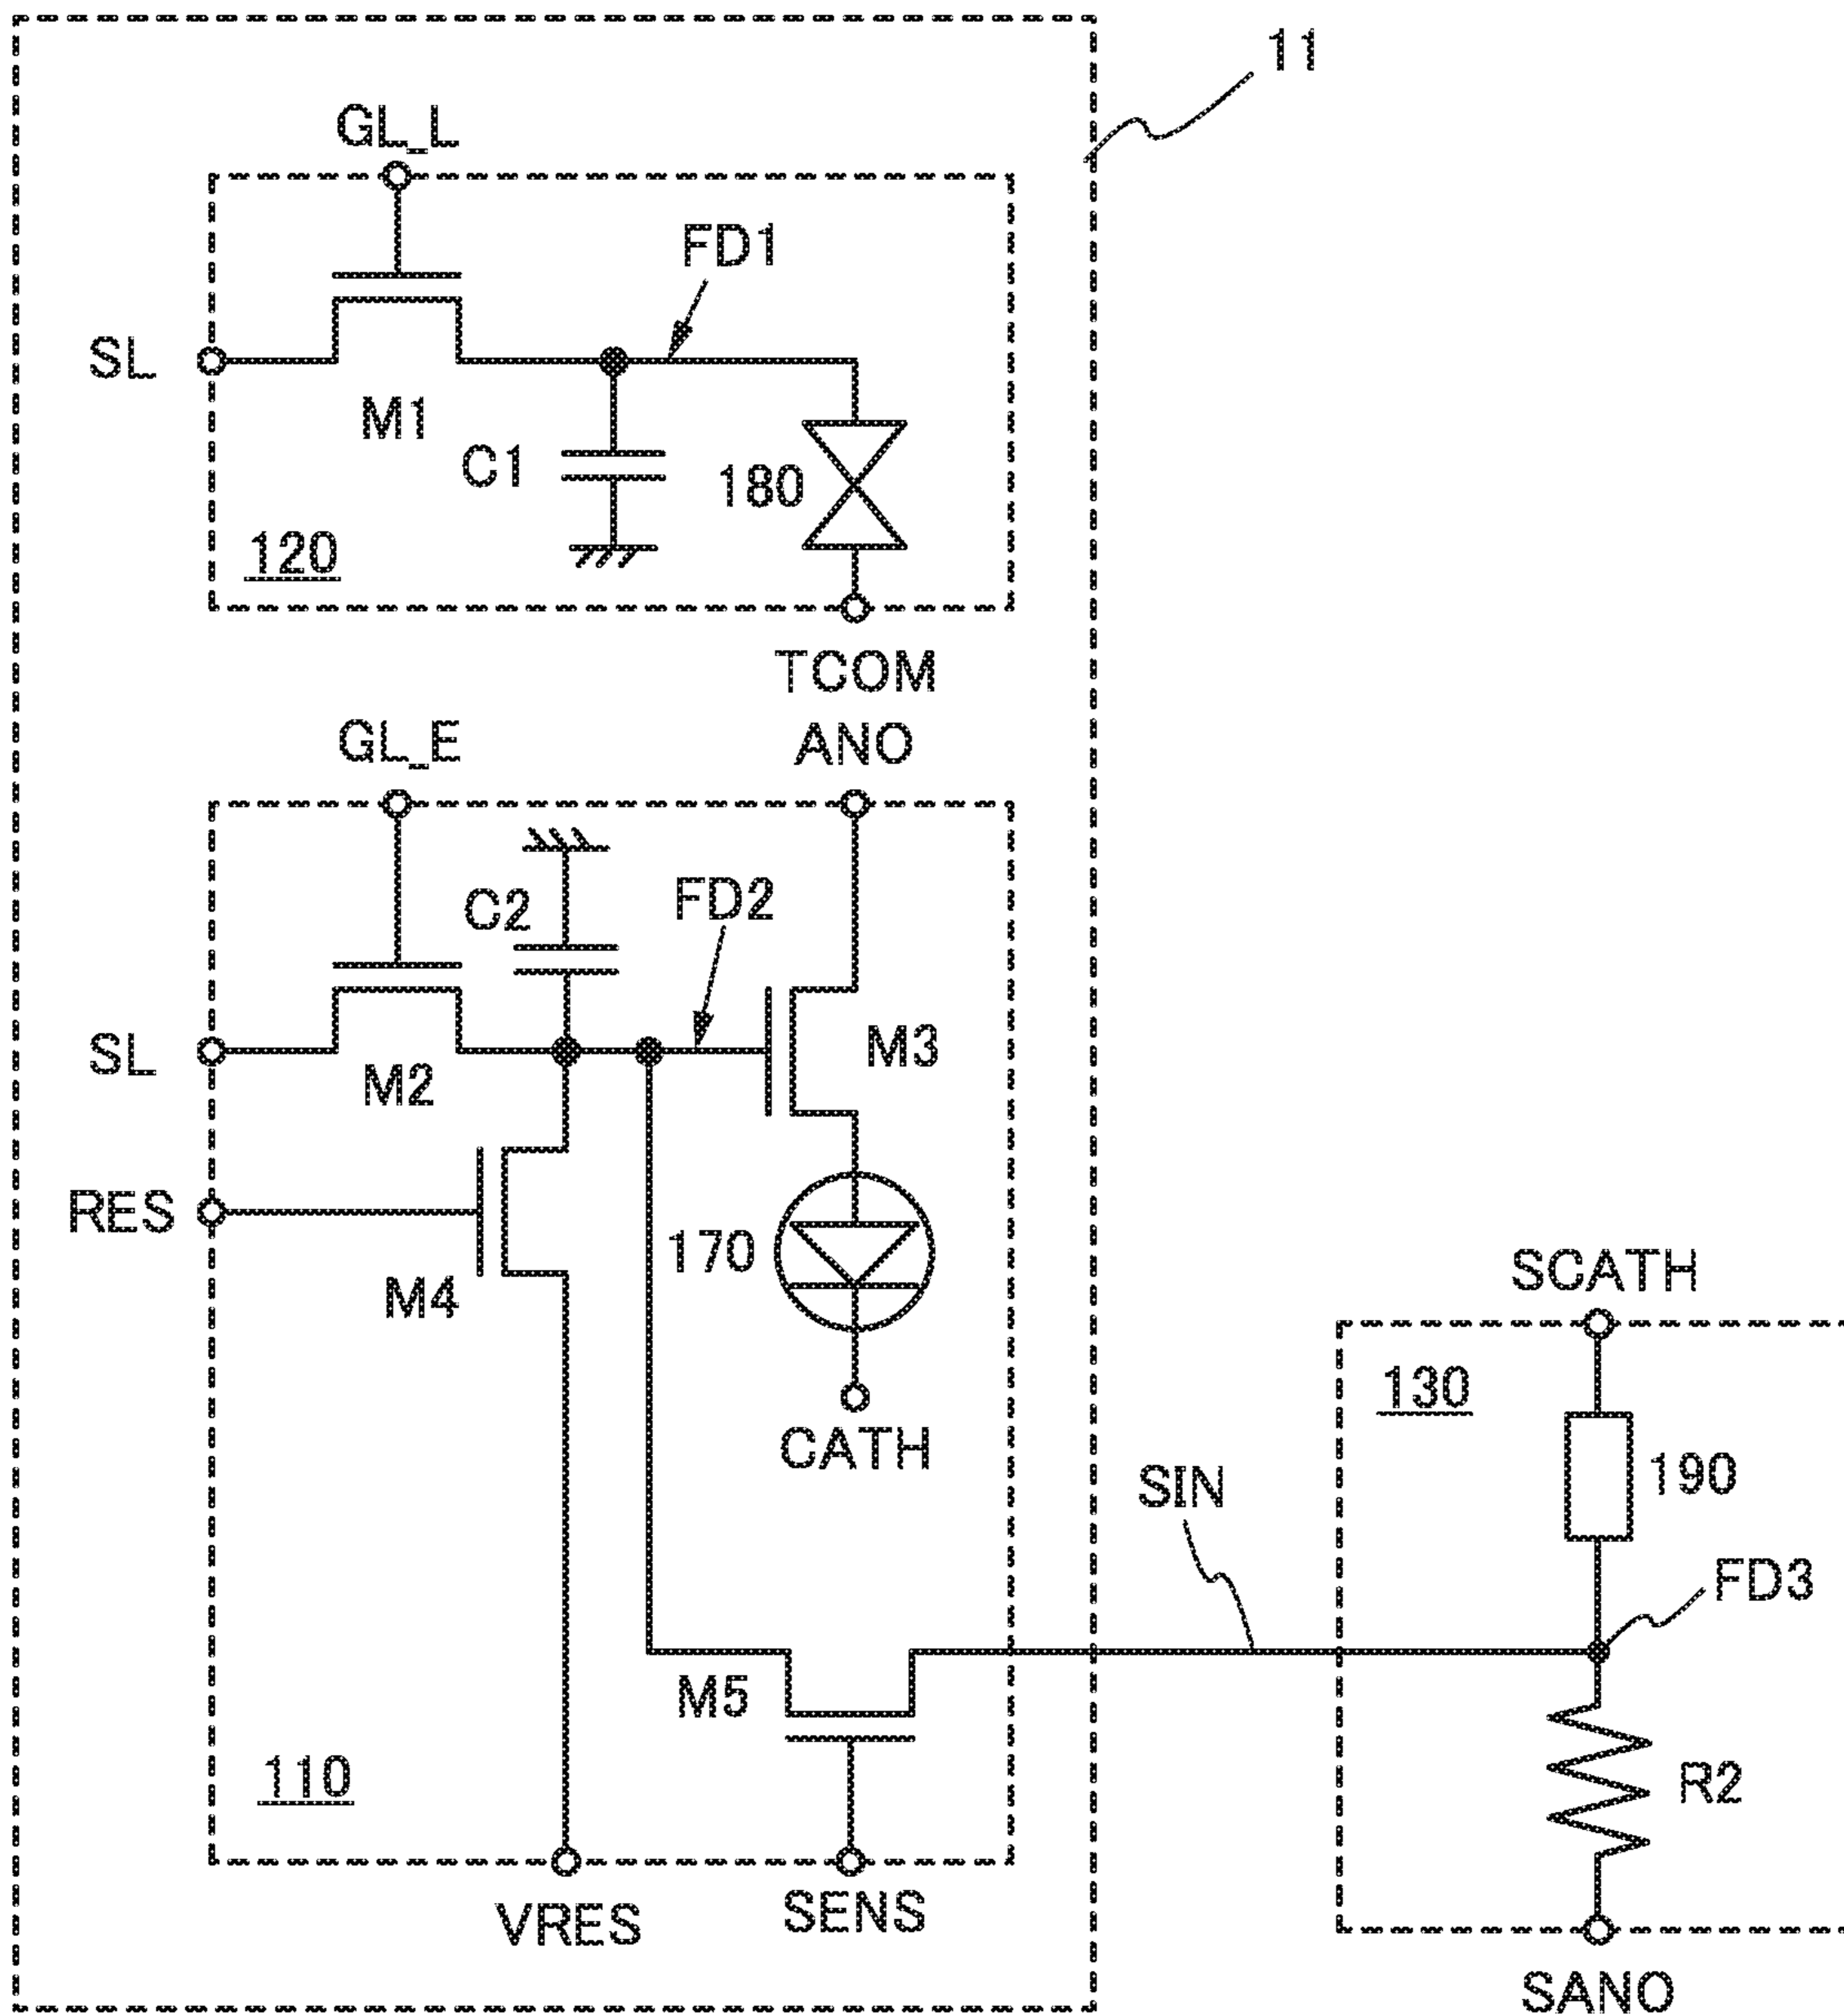 11
GL_L
FD1
SL
M1
C1
180
120
TCOM
GL_E
ANO
C2
FD2
SL
M2
M3
RES
170
M4
CATH
SCATH
130
190
SIN
FD3
M5
R2
110
VRES
SENS
SANO